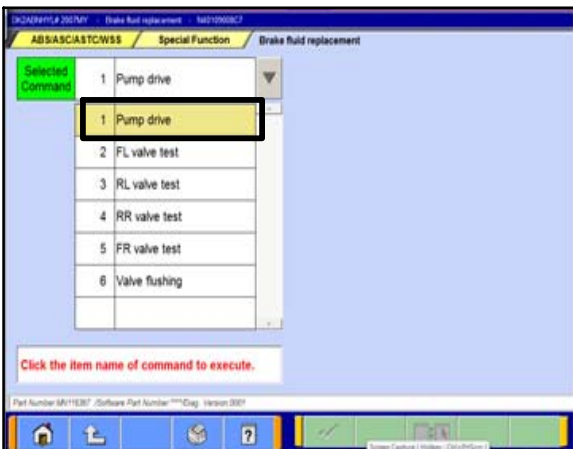 2007MY - Brake fluid replacement -
ABS/ASC/ASTC/WSS / Special Function / Brake fluid replacement
Selected Command 1 Pump drive
1 Pump drive
2 FL valve test
3 RL valve test
4 RR valve test
5 FR valve test
6 Valve flushing
Click the item name of command to execute.
Part Number /Software Part Number **** /Diag. Version
?